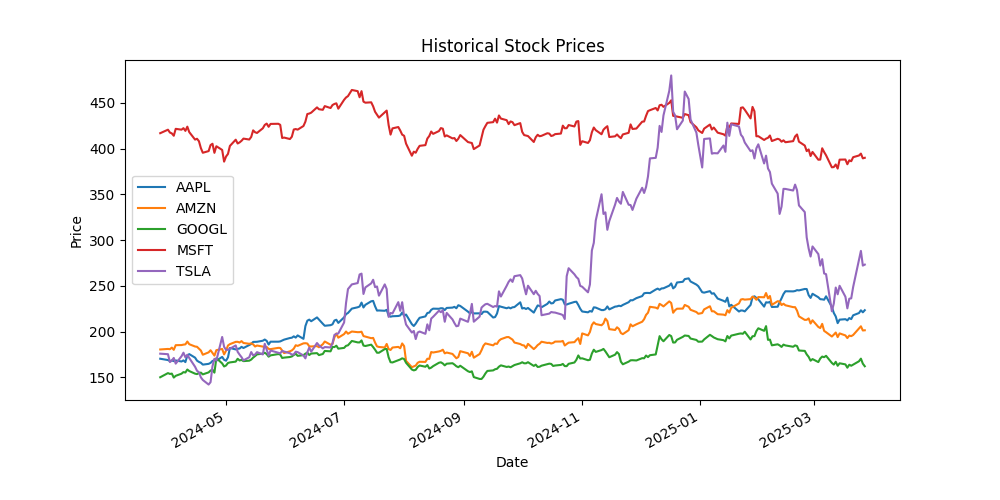 Historical Stock Prices
Price
450
400
350
300
250
200
150
AAPL
AMZN
GOOGL
MSFT
TSLA
2024-05
2024-07
2024-09
2024-11
2025-01
2025-03
Date